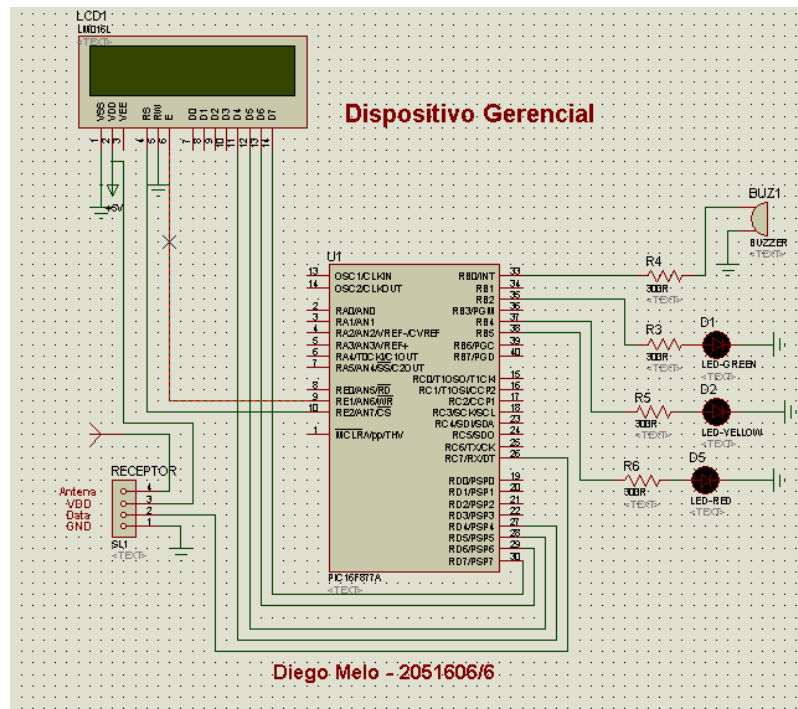 LCD1
LM016L
<TEXT>
VSS VDD VEE RS RW E D0 D1 D2 D3 D4 D5 D6 D7
1 2 3 4 5 6 7 8 9 10 11 12 13 14
+5V
Dispositivo Gerencial
BUZ1
BUZZER
<TEXT>
U1
13 OSC1/CLKIN
14 OSC2/CLKOUT
2 RA0/AN0
3 RA1/AN1
4 RA2/AN2/VREF-/CVREF
5 RA3/AN3/VREF+
6 RA4/T0CKI/C1OUT
7 RA5/AN4/SS/C2OUT
8 RE0/AN5/RD
9 RE1/AN6/WR
10 RE2/AN7/CS
1 MCLR/Vpp/THV
RB0/INT 33
RB1 34
RB2 35
RB3/PGM 36
RB4 37
RB5 38
RB6/PGC 39
RB7/PGD 40
RC0/T1OSO/T1CKI 15
RC1/T1OSI/CCP2 16
RC2/CCP1 17
RC3/SCK/SCL 18
RC4/SDI/SDA 23
RC5/SDO 24
RC6/TX/CK 25
RC7/RX/DT 26
RD0/PSP0 19
RD1/PSP1 20
RD2/PSP2 21
RD3/PSP3 22
RD4/PSP4 27
RD5/PSP5 28
RD6/PSP6 29
RD7/PSP7 30
PIC16F877A
<TEXT>
R4
300R
<TEXT>
R3
300R
<TEXT>
D1
LED-GREEN
<TEXT>
R5
300R
<TEXT>
D2
LED-YELLOW
<TEXT>
R6
300R
<TEXT>
D5
LED-RED
<TEXT>
RECEPTOR
Antena 4
VBD 3
Data 2
GND 1
SL1
<TEXT>
Diego Melo - 2051606/6